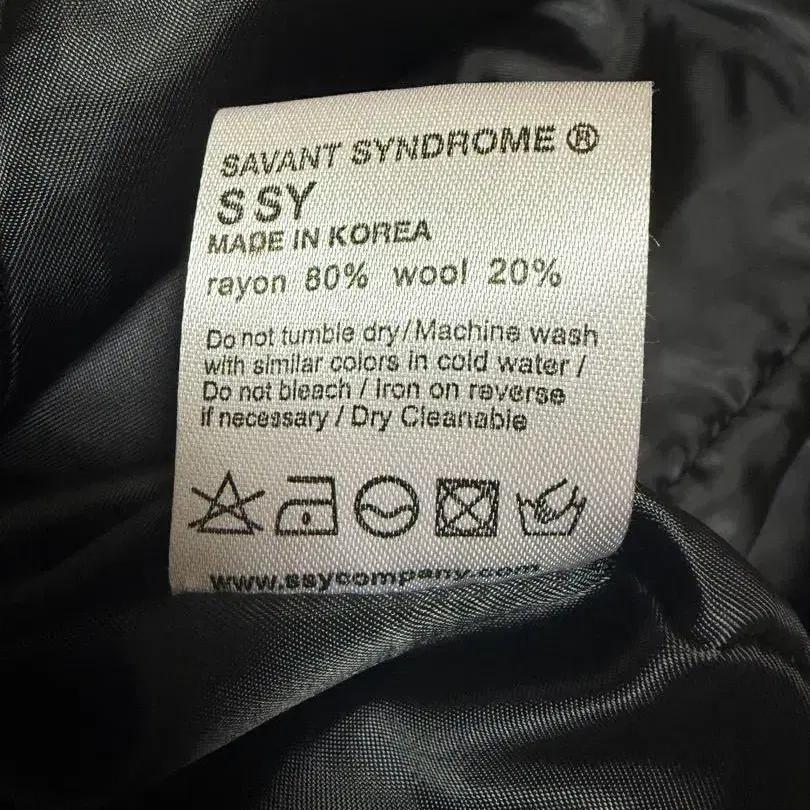 SAVANT SYNDROME ®
SSY
MADE IN KOREA
rayon 80% wool 20%
Do not tumble dry/Machine wash
with similar colors in cold water /
Do not bleach / Iron on reverse
if necessary / Dry Cleanable
www.ssycompany.com